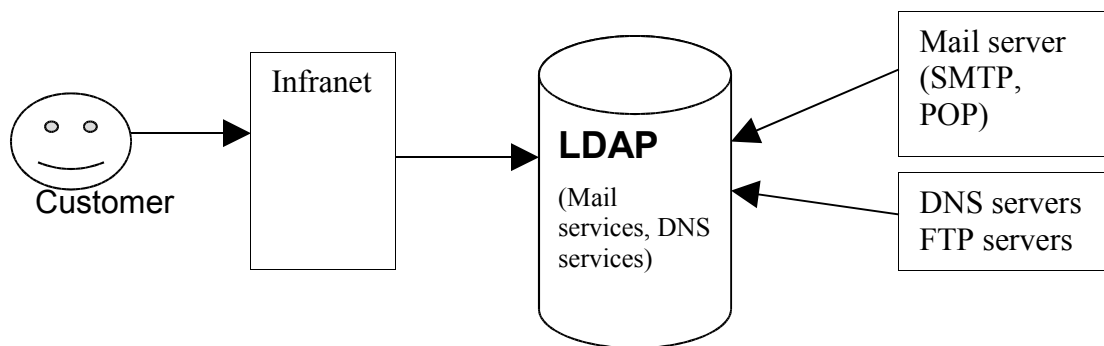 Customer
Infranet
LDAP
(Mail
services, DNS
services)
Mail server
(SMTP,
POP)
DNS servers
FTP servers